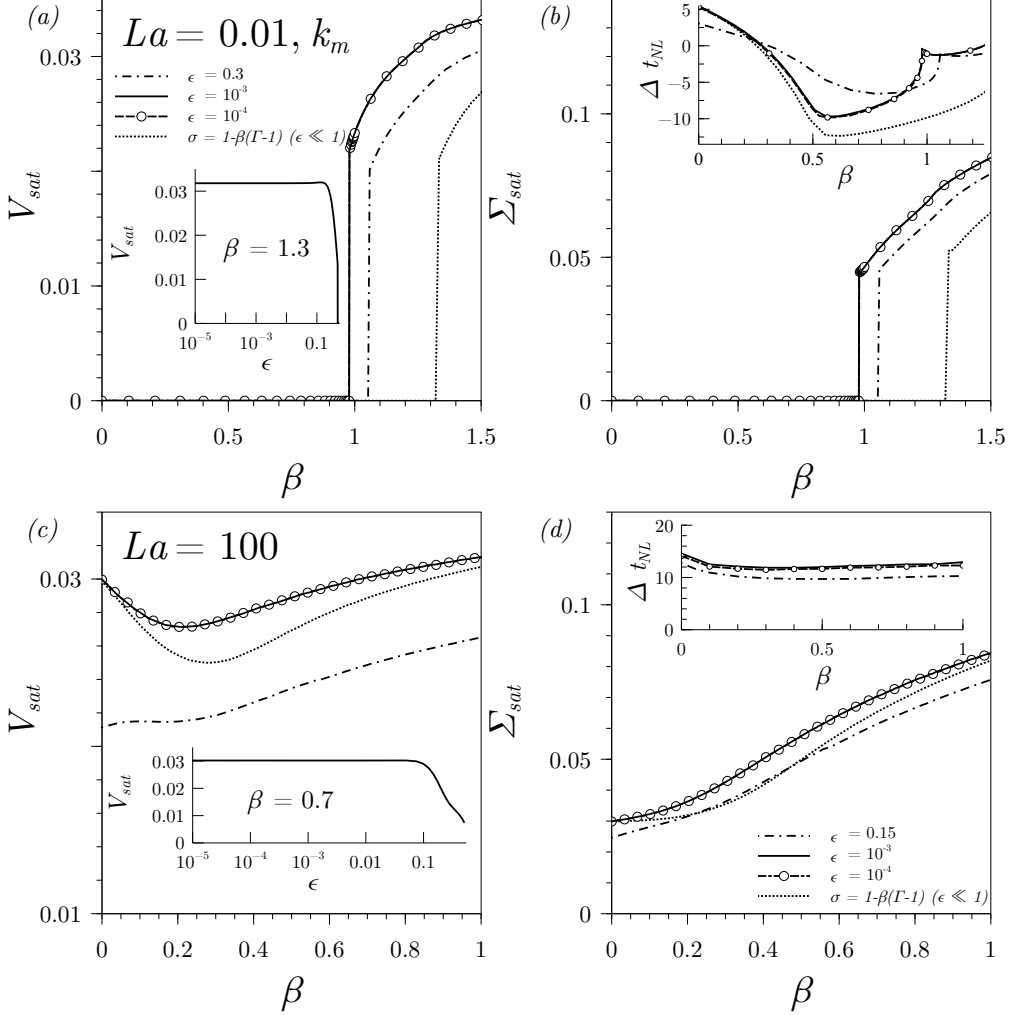 (a)
La = 0.01, kₘ
ϵ = 0.3
ϵ = 10⁻³
ϵ = 10⁻⁴
σ = 1-β(Γ-1) (ϵ ≪ 1)
V_sat
0.03
0.01
0
0 0.5 1 1.5
β
V_sat
0.03
0.02
0.01
0
β = 1.3
10⁻⁵ 10⁻³ 0.1
ϵ
(b)
Σ_sat
0.1
0.05
0
0 0.5 1 1.5
β
Δ t_NL
5
0
−5
−10
0 0.5 1
β
(c)
La = 100
V_sat
0.03
0.01
0 0.2 0.4 0.6 0.8 1
β
V_sat
0.03
0.02
0.01
0
β = 0.7
10⁻⁵ 10⁻⁴ 10⁻³ 0.01 0.1
ϵ
(d)
Σ_sat
0.1
0.05
0
0 0.2 0.4 0.6 0.8 1
β
Δ t_NL
20
10
0
0 0.5 1
β
ϵ = 0.15
ϵ = 10⁻³
ϵ = 10⁻⁴
σ = 1-β(Γ-1) (ϵ ≪ 1)